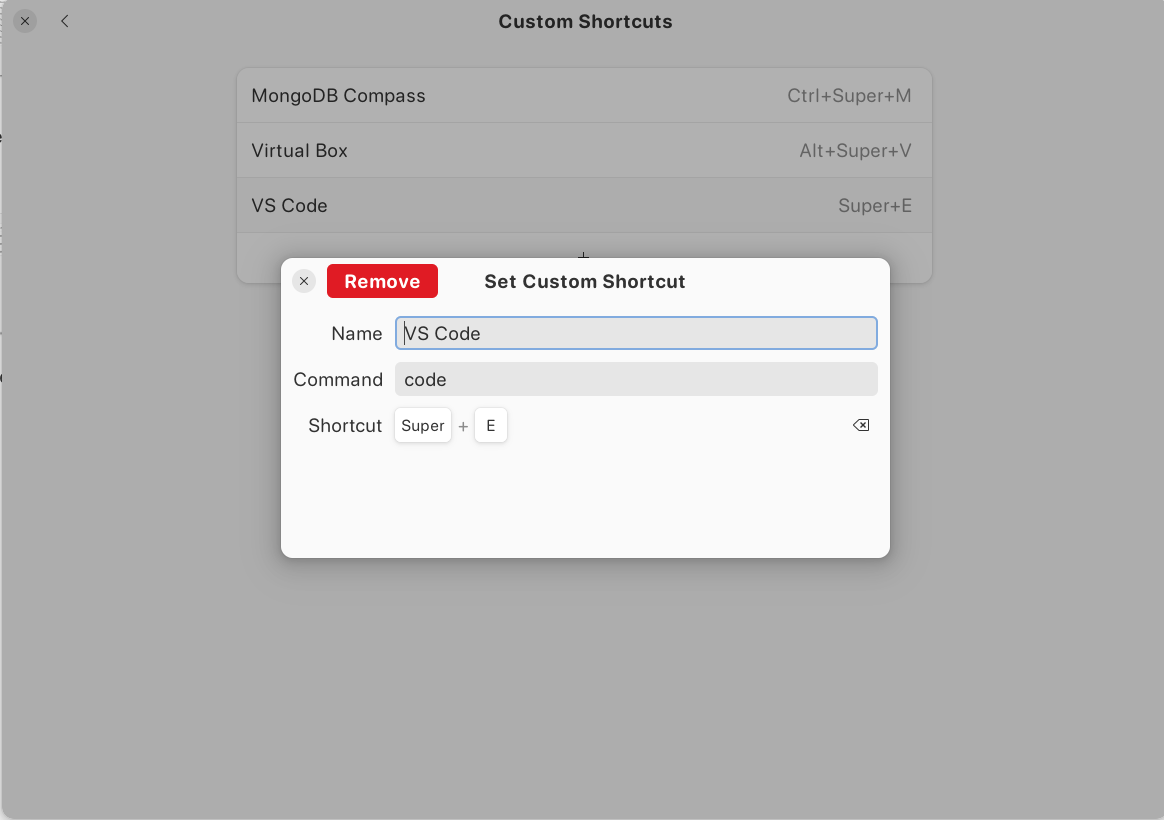 Custom Shortcuts
MongoDB Compass Ctrl+Super+M
Virtual Box Alt+Super+V
VS Code Super+E
Remove Set Custom Shortcut
Name VS Code
Command code
Shortcut Super + E